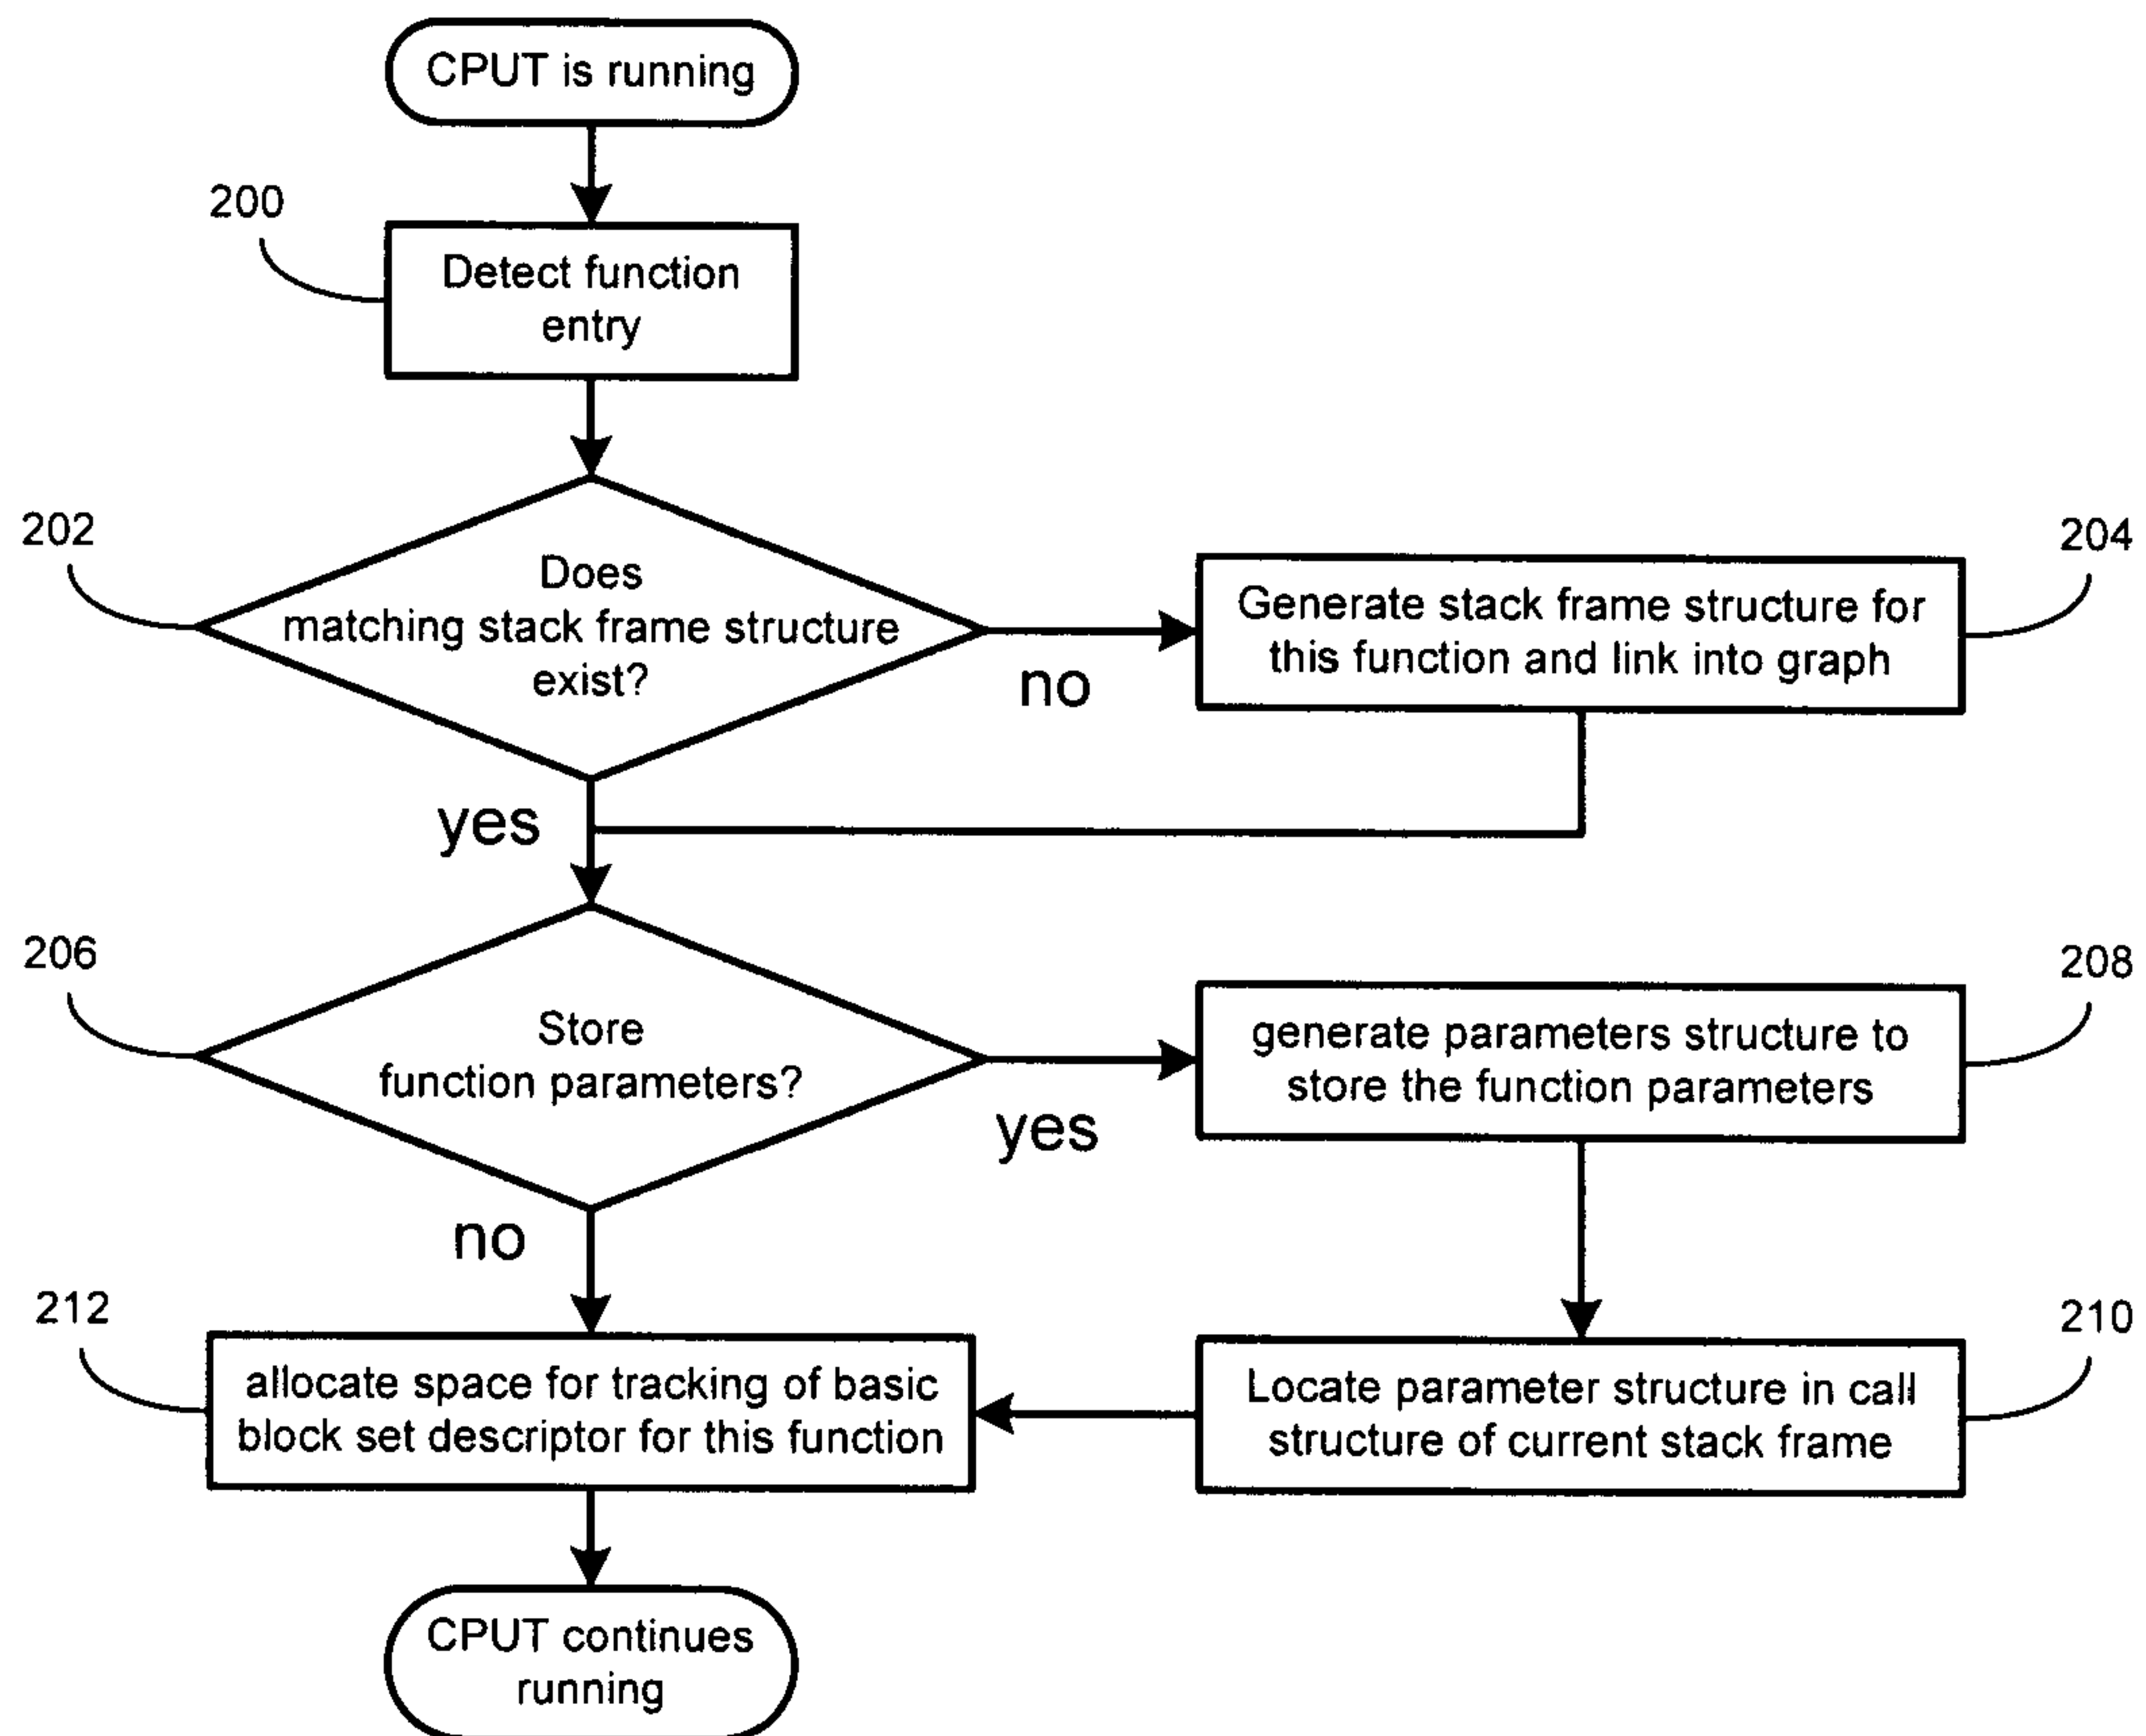 CPUT is running
200
Detect function
entry
202
Does
matching stack frame structure
exist?
no
204
Generate stack frame structure for
this function and link into graph
yes
206
Store
function parameters?
yes
208
generate parameters structure to
store the function parameters
no
212
allocate space for tracking of basic
block set descriptor for this function
210
Locate parameter structure in call
structure of current stack frame
CPUT continues
running